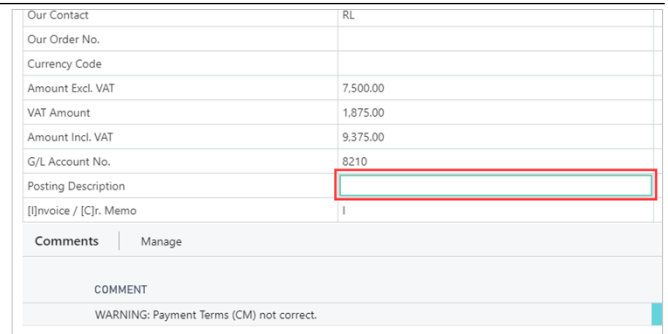 Our Contact RL
Our Order No.
Currency Code
Amount Excl. VAT 7,500.00
VAT Amount 1,875.00
Amount Incl. VAT 9,375.00
G/L Account No. 8210
Posting Description
[I]nvoice / [C]r. Memo I
Comments Manage
COMMENT
WARNING: Payment Terms (CM) not correct.